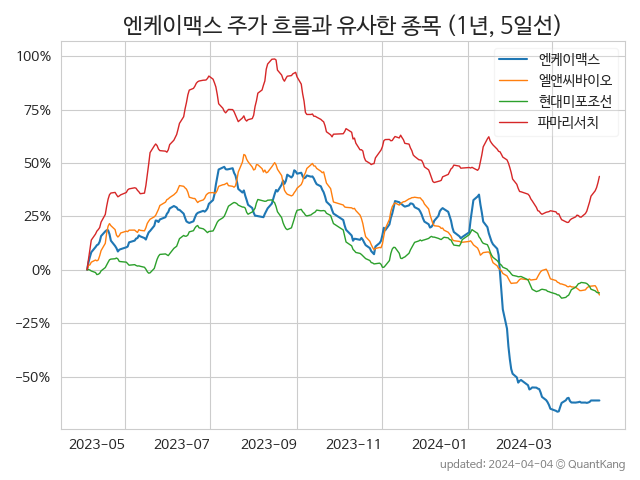 엔케이맥스 주가 흐름과 유사한 종목 (1년, 5일선)
100%
75%
50%
25%
0%
−25%
−50%
엔케이맥스
엘앤씨바이오
현대미포조선
파마리서치
2023-05
2023-07
2023-09
2023-11
2024-01
2024-03
updated: 2024-04-04 © QuantKang